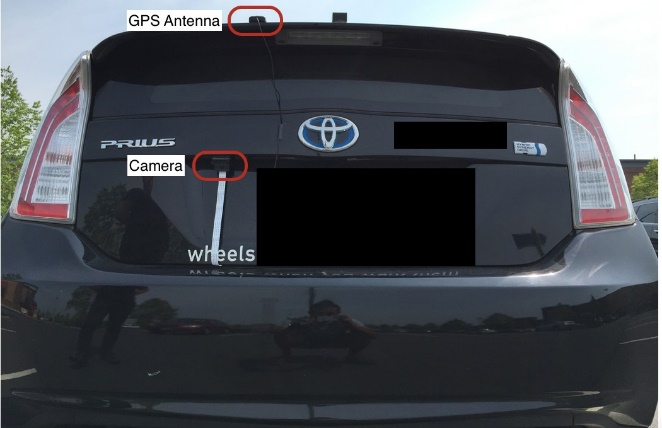 GPS Antenna
PRIUS
Camera
wheels